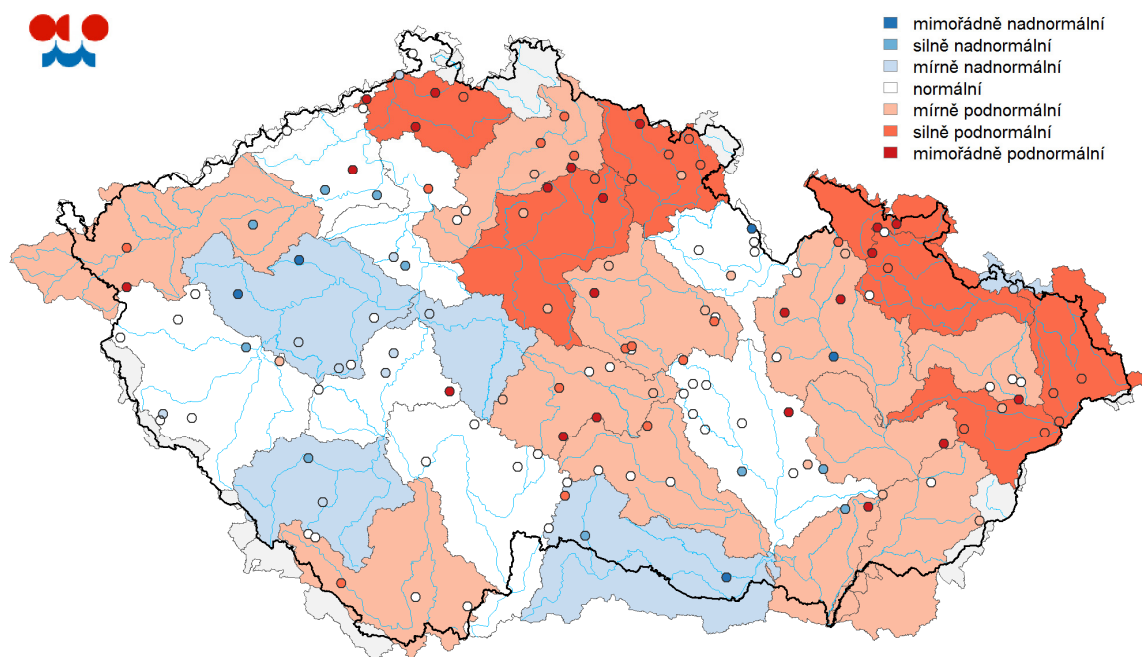 mimořádně nadnormální
silně nadnormální
mírně nadnormální
normální
mírně podnormální
silně podnormální
mimořádně podnormální